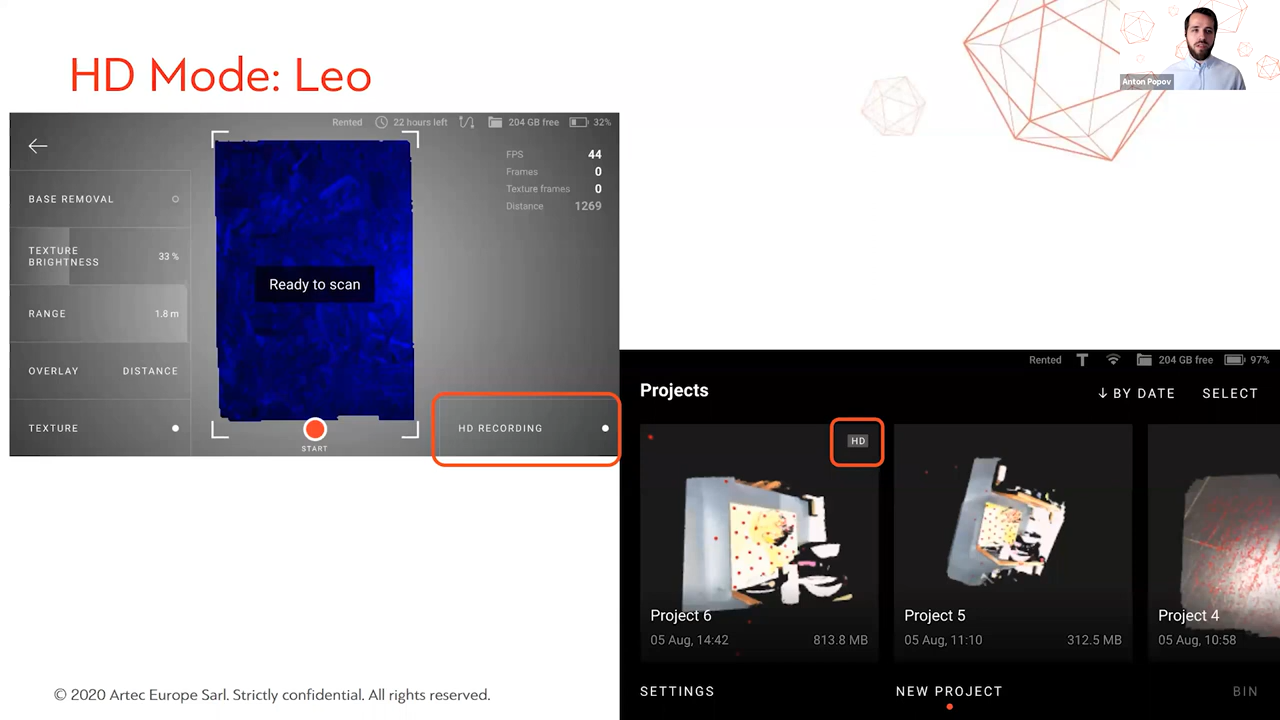 HD Mode: Leo
Anton Popov
Rented 22 hours left 204 GB free 32%
FPS 44
Frames 0
Texture frames 0
Distance 1269
BASE REMOVAL
TEXTURE
BRIGHTNESS 33 %
RANGE 1.8 m
OVERLAY DISTANCE
TEXTURE
Ready to scan
START
HD RECORDING
Rented 204 GB free 97%
Projects
↓ BY DATE SELECT
HD
Project 6
05 Aug, 14:42 813.8 MB
Project 5
05 Aug, 11:10 312.5 MB
Project 4
05 Aug, 10:58
SETTINGS NEW PROJECT BIN
© 2020 Artec Europe Sarl. Strictly confidential. All rights reserved.